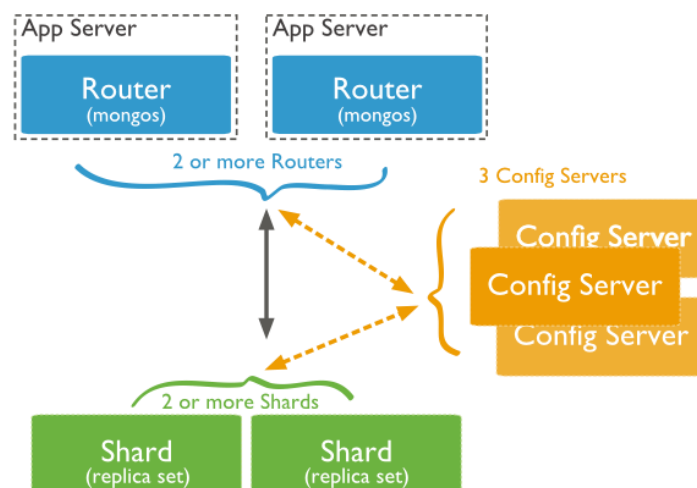 App Server
App Server
Router
(mongos)
Router
(mongos)
2 or more Routers
3 Config Servers
Config Server
Config Server
Config Server
2 or more Shards
Shard
(replica set)
Shard
(replica set)